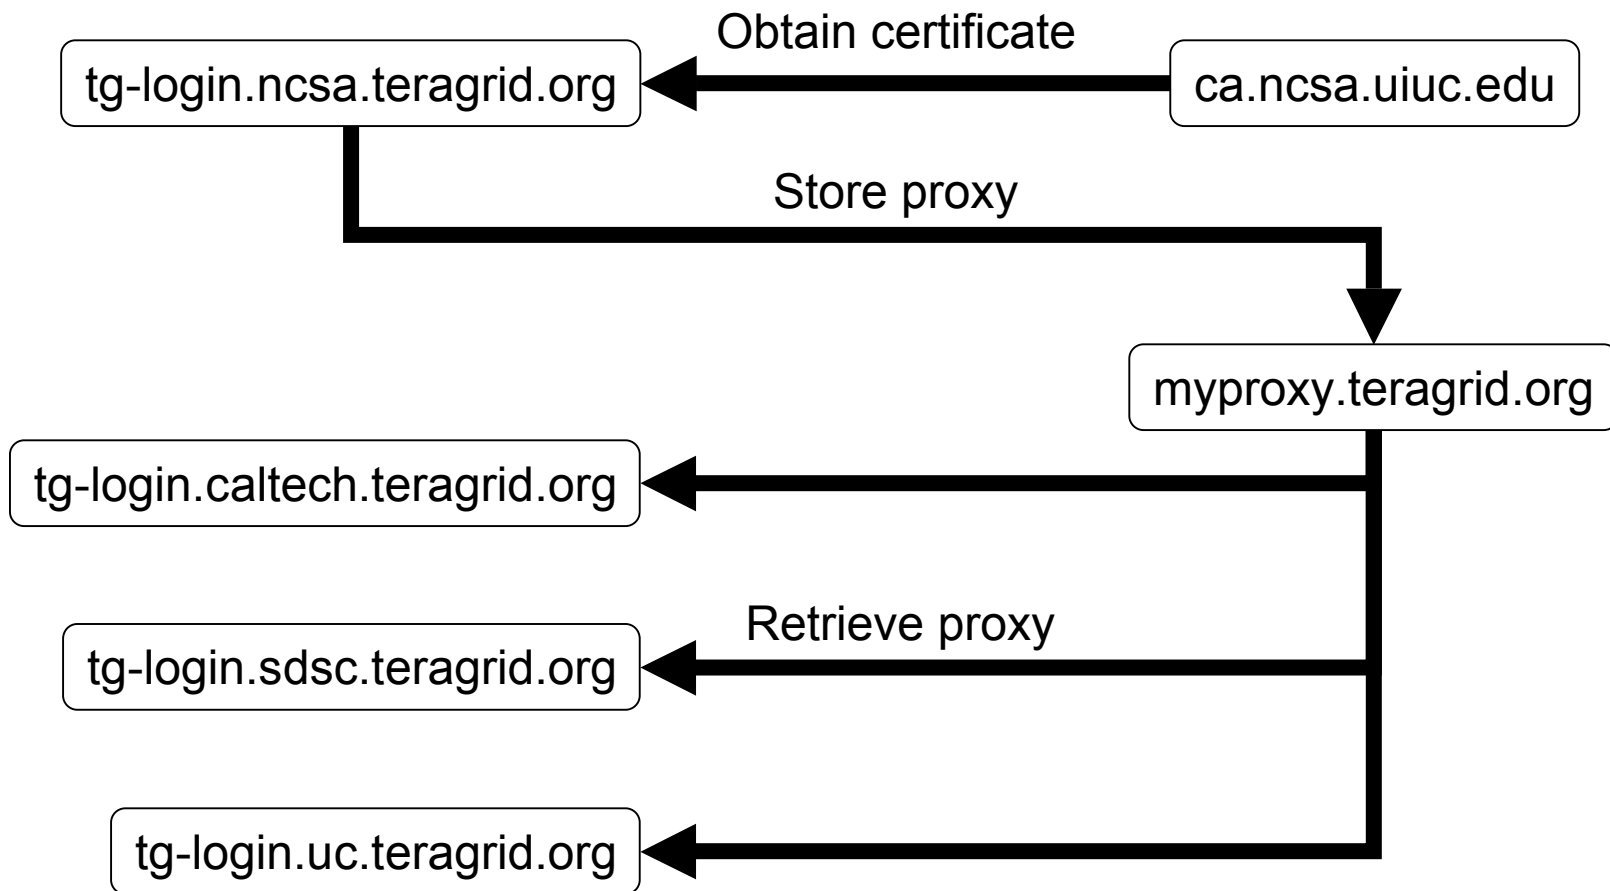 Obtain certificate
tg-login.ncsa.teragrid.org
ca.ncsa.uiuc.edu
Store proxy
myproxy.teragrid.org
tg-login.caltech.teragrid.org
Retrieve proxy
tg-login.sdsc.teragrid.org
tg-login.uc.teragrid.org